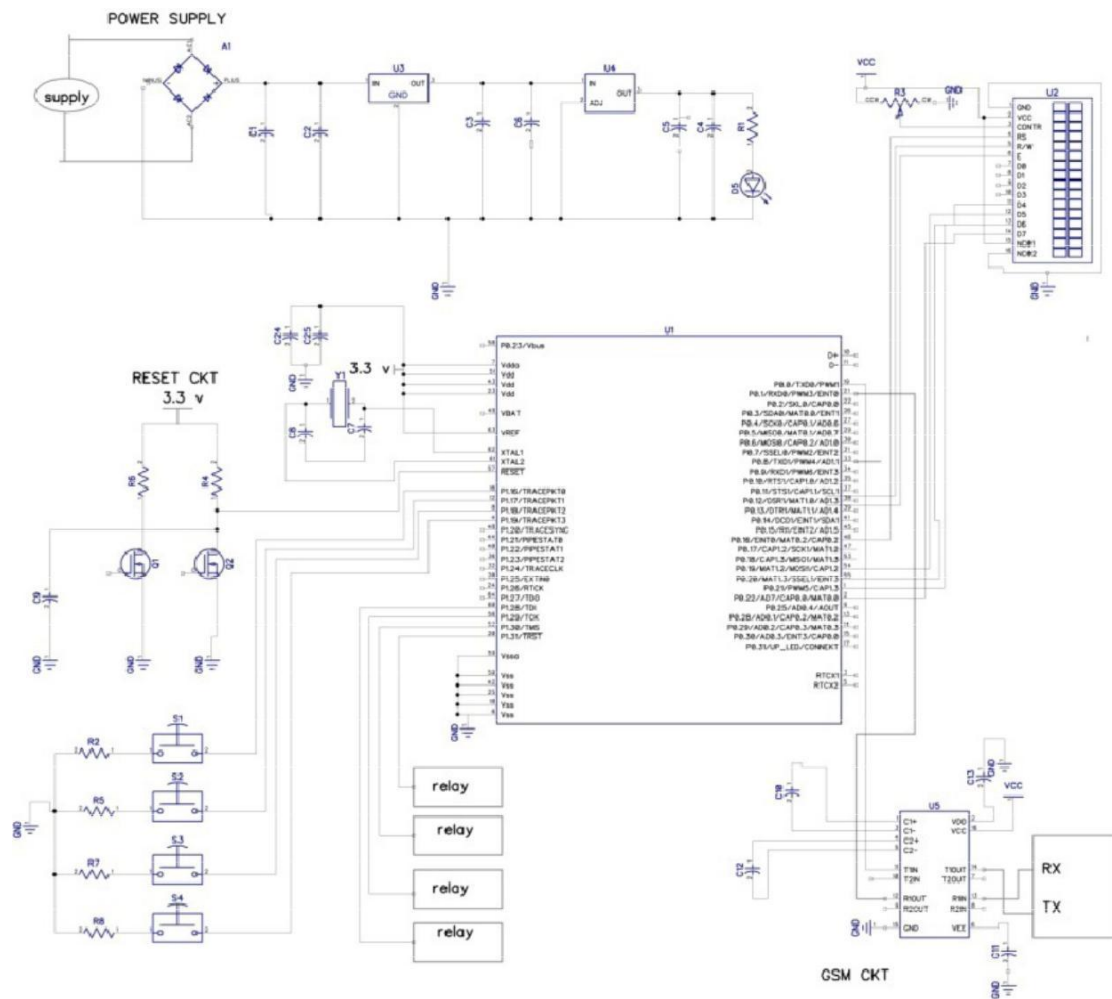 POWER SUPPLY
A1
AC1
MINUS
PLUS
AC2
supply
C1
C2
U3
IN
OUT
GND
C3
C6
U4
IN
OUT
ADJ
C5
C4
R1
D5
GND
VCC
R3
CCW
CW
GND
U2
GND
VCC
CONTR
RS
R/W
E
D0
D1
D2
D3
D4
D5
D6
D7
GND
RESET CKT
3.3 v
R6
R4
Q1
Q2
C19
GND
GND
GND
C24
C25
GND
3.3 v
Y1
C8
C7
U1
P0.23/Vbus
Vdda
Vdd
Vdd
Vdd
VBAT
VREF
XTAL1
XTAL2
RESET
P1.16/TRACEPKT0
P1.17/TRACEPKT1
P1.18/TRACEPKT2
P1.19/TRACEPKT3
P1.20/TRACESYNC
P1.21/PIPESTAT0
P1.22/PIPESTAT1
P1.23/PIPESTAT2
P1.24/TRACECLK
P1.25/EXTIN0
P1.26/RTCK
P1.27/TDO
P1.28/TDI
P1.29/TCK
P1.30/TMS
P1.31/TRST
Vssa
Vss
Vss
Vss
Vss
Vss
GND
D+
D-
P0.0/TXD0/PWM1
P0.1/RXD0/PWM3/EINT0
P0.2/SKL0/CAP0.0
P0.3/SDA0/MAT0.0/EINT1
P0.4/SCK0/CAP0.1/AD0.6
P0.5/MISO0/MAT0.1/AD0.7
P0.6/MOSI0/CAP0.2/AD1.0
P0.7/SSEL0/PWM2/EINT2
P0.8/TXD1/PWM4/AD1.1
P0.9/RXD1/PWM6/EINT3
P0.10/RTS1/CAP1.0/AD1.2
P0.11/STS1/CAP1.1/SCL1
P0.12/DSR1/MAT1.0/AD1.3
P0.13/DTR1/MAT1.1/AD1.4
P0.14/DCD1/EINT1/SDA1
P0.15/RI1/EINT2/AD1.5
P0.16/EINT0/MAT0.2/CAP0.2
P0.17/CAP1.2/SCK1/MAT1.2
P0.18/CAP1.3/MISO1/MAT1.3
P0.19/MAT1.2/MOSI1/CAP1.2
P0.20/MAT1.3/SSEL1/EINT3
P0.21/PWM5/CAP1.3
P0.22/AD7/CAP0.0/MAT0.0
P0.25/AD0.4/AOUT
P0.28/AD0.1/CAP0.2/MAT0.2
P0.29/AD0.2/CAP0.3/MAT0.3
P0.30/AD0.3/EINT3/CAP0.0
P0.31/UP_LED/CONNEKT
RTCX1
RTCX2
S1
R2
S2
R5
GND
S3
R7
S4
R8
relay
relay
relay
relay
C10
C12
C13
GND
VCC
U5
C1+
C1-
C2+
C2-
T1IN
T2IN
R1OUT
R2OUT
GND
VDD
VCC
T1OUT
T2OUT
R1IN
R2IN
VEE
GND
C11
GND
RX
TX
GSM CKT